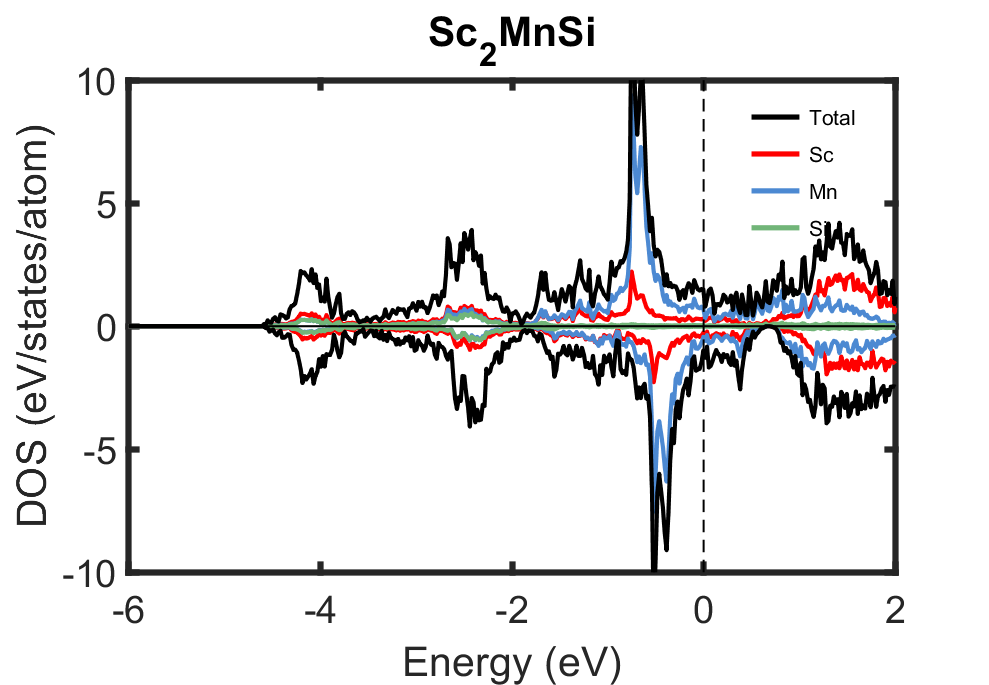 Sc2MnSi
10
5
0
-5
-10
DOS (eV/states/atom)
Total
Sc
Mn
Si
-6
-4
-2
0
2
Energy (eV)